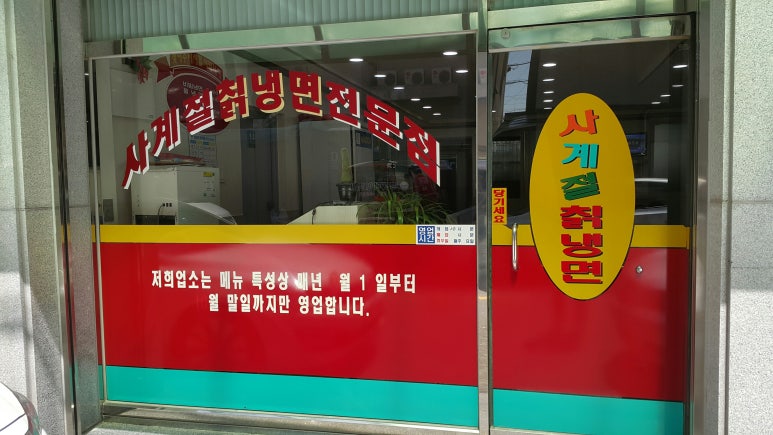 사계절칡냉면전문점
사계절칡냉면
당기세요
영업
시간
저희업소는 메뉴 특성상 매년 월 1 일부터
월 말일까지만 영업합니다.